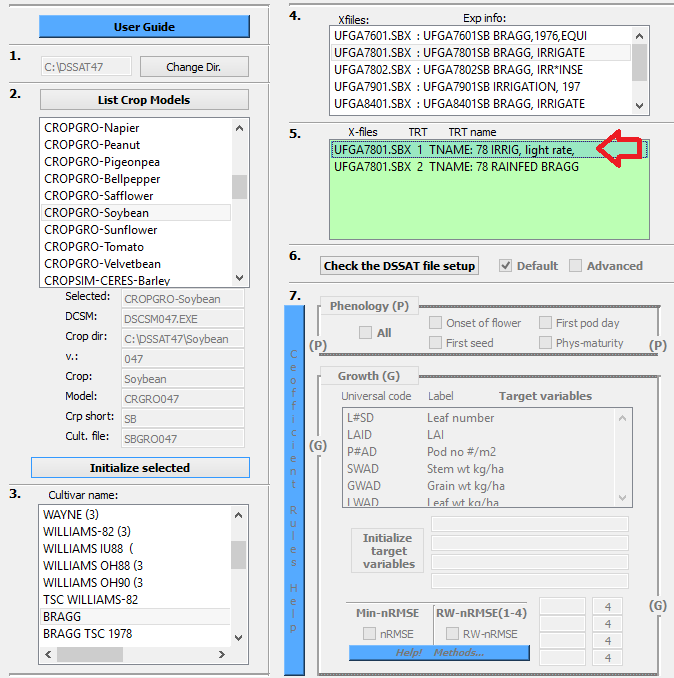 User Guide
1.
C:\DSSAT47
Change Dir.
2.
List Crop Models
CROPGRO-Napier
CROPGRO-Peanut
CROPGRO-Pigeonpea
CROPGRO-Bellpepper
CROPGRO-Safflower
CROPGRO-Soybean
CROPGRO-Sunflower
CROPGRO-Tomato
CROPGRO-Velvetbean
CROPSIM-CERES-Barley
Selected: CROPGRO-Soybean
DCSM: DSCSM047.EXE
Crop dir: C:\DSSAT47\Soybean
v.: 047
Crop: Soybean
Model: CRGRO047
Crp short: SB
Cult. file: SBGRO047
Initialize selected
3. Cultivar name:
WAYNE (3)
WILLIAMS-82 (3)
WILLIAMS IU88 (
WILLIAMS OH88 (3
WILLIAMS OH90 (3
TSC WILLIAMS-82
BRAGG
BRAGG TSC 1978
4. Xfiiles: Exp info:
UFGA7601.SBX : UFGA7601SB BRAGG,1976,EQUI
UFGA7801.SBX : UFGA7801SB BRAGG, IRRIGATE
UFGA7802.SBX : UFGA7802SB BRAGG, IRR*INSE
UFGA7901.SBX : UFGA7901SB IRRIGATION, 197
UFGA8401.SBX : UFGA8401SB BRAGG, IRRIGATE
5. X-files TRT TRT name
UFGA7801.SBX 1 TNAME: 78 IRRIG, light rate,
UFGA7801.SBX 2 TNAME: 78 RAINFED BRAGG
6. Check the DSSAT file setup Default Advanced
7.
Ceofficient Rules Help
Phenology (P)
(P) All Onset of flower First pod day (P)
First seed Phys-maturity
Growth (G)
Universal code Label Target variables
L#SD Leaf number
LAID LAI
P#AD Pod no #/m2
SWAD Stem wt kg/ha
GWAD Grain wt kg/ha
LWAD Leaf wt kg/ha
(G)
Initialize
target
variables
(G)
Min-nRMSE RW-nRMSE(1-4)
nRMSE RW-nRMSE
Help! Methods...
4
4
4
4